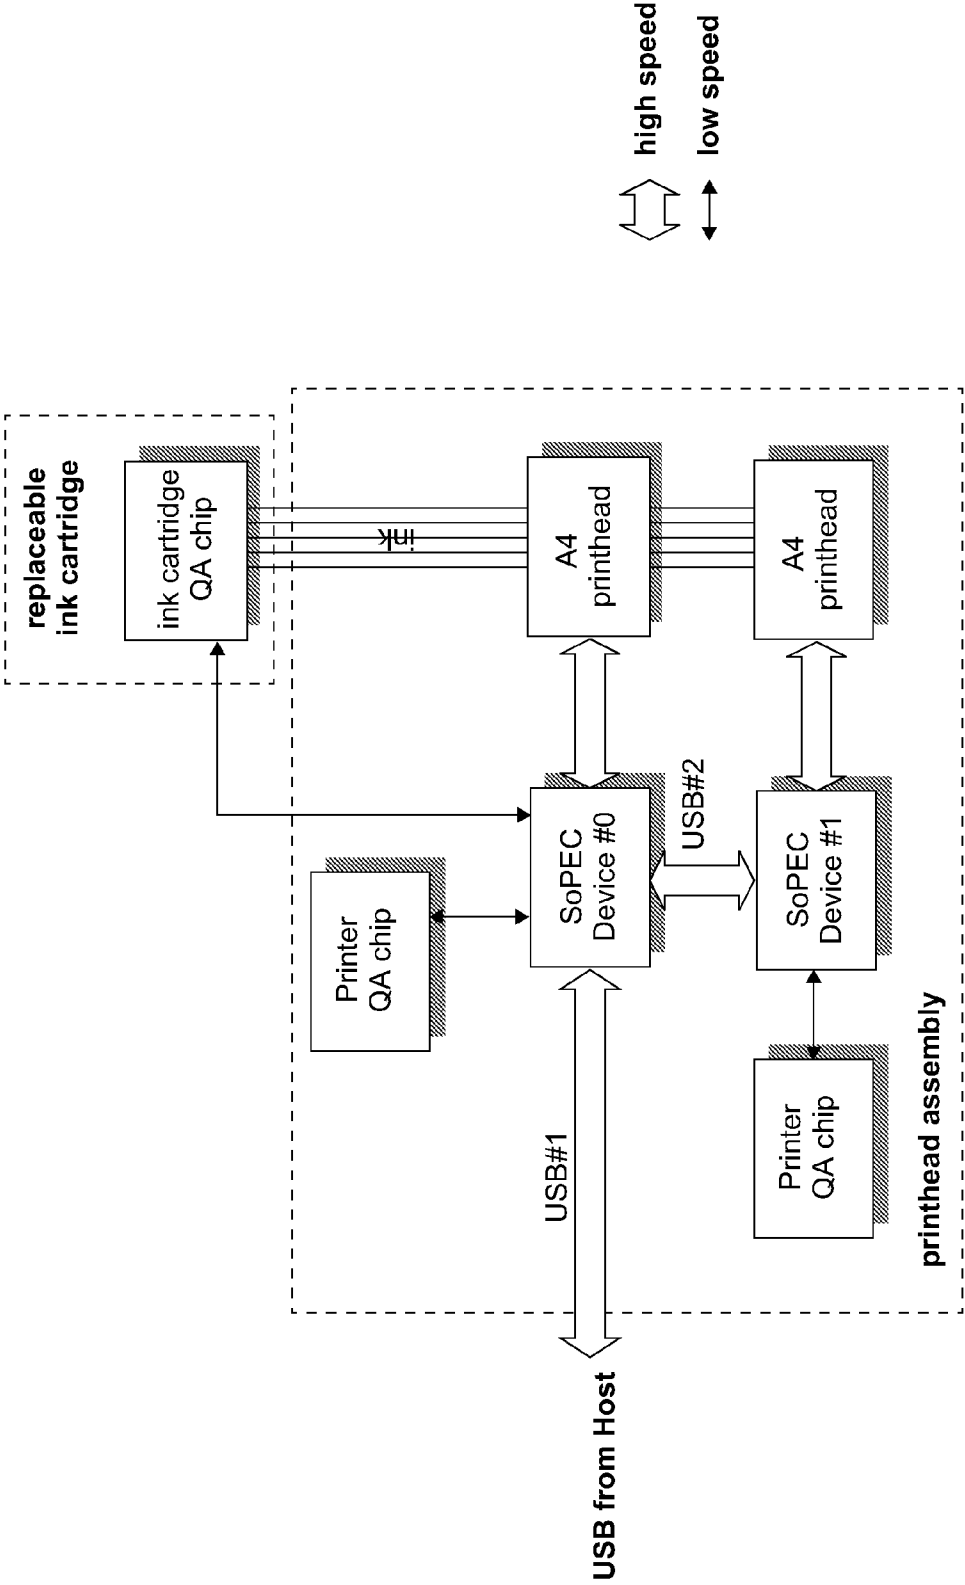 replaceable
ink cartridge
ink cartridge
QA chip
ink
Printer
QA chip
A4
printhead
SoPEC
Device #0
USB#1
USB from Host
high speed
low speed
USB#2
A4
printhead
SoPEC
Device #1
Printer
QA chip
printhead assembly